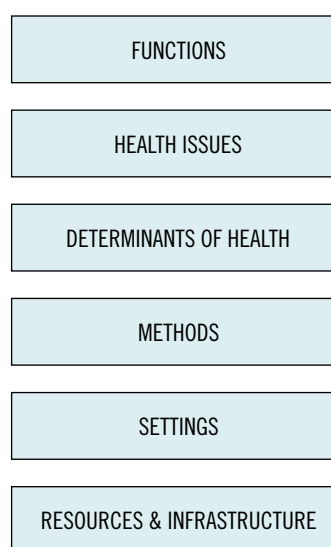 FUNCTIONS
HEALTH ISSUES
DETERMINANTS OF HEALTH
METHODS
SETTINGS
RESOURCES & INFRASTRUCTURE